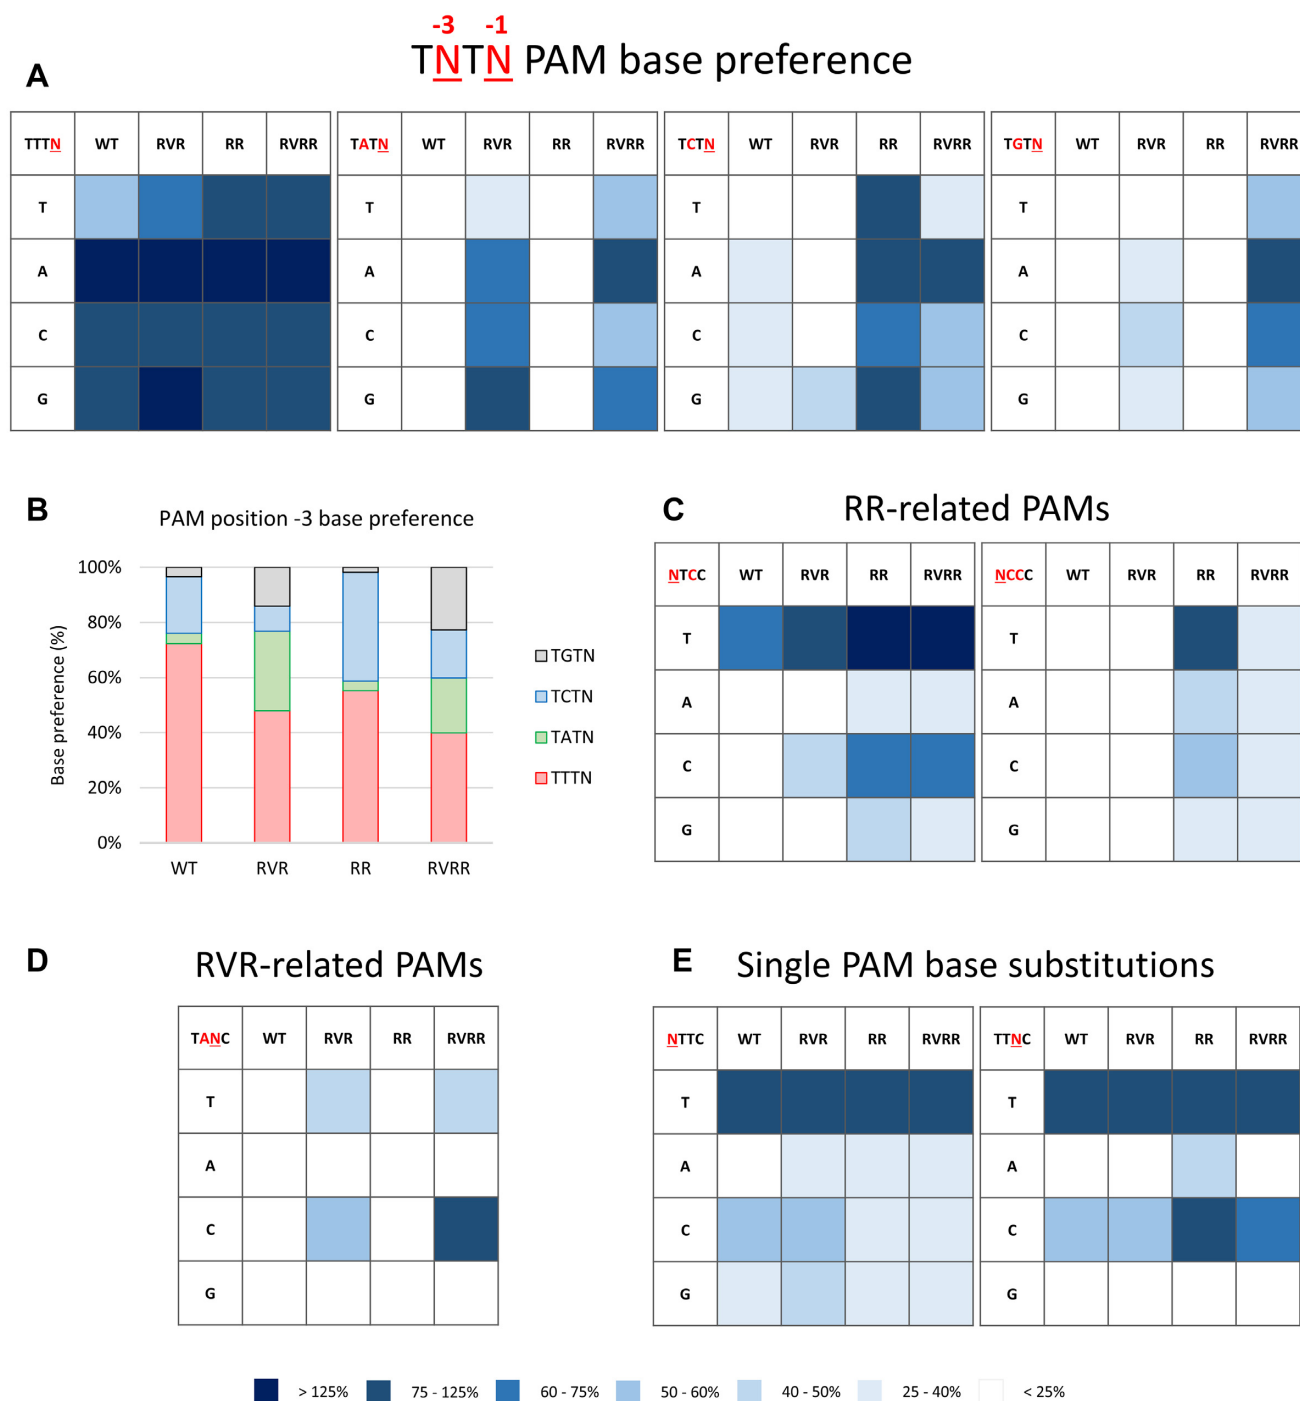 -3 -1
TNTN PAM base preference
A
TTTN WT RVR RR RVRR TATN WT RVR RR RVRR TCTN WT RVR RR RVRR TGTN WT RVR RR RVRR
T T T T
A A A A
C C C C
G G G G
B
PAM position -3 base preference
Base preference (%)
100%
80%
60%
40%
20%
0%
WT RVR RR RVRR
TGTN
TCTN
TATN
TTTN
C
RR-related PAMs
NTCC WT RVR RR RVRR NCCC WT RVR RR RVRR
T T
A A
C C
G G
D
RVR-related PAMs
TANC WT RVR RR RVRR
T
A
C
G
E
Single PAM base substitutions
NTTC WT RVR RR RVRR TTNC WT RVR RR RVRR
T T
A A
C C
G G
> 125% 75 - 125% 60 - 75% 50 - 60% 40 - 50% 25 - 40% < 25%